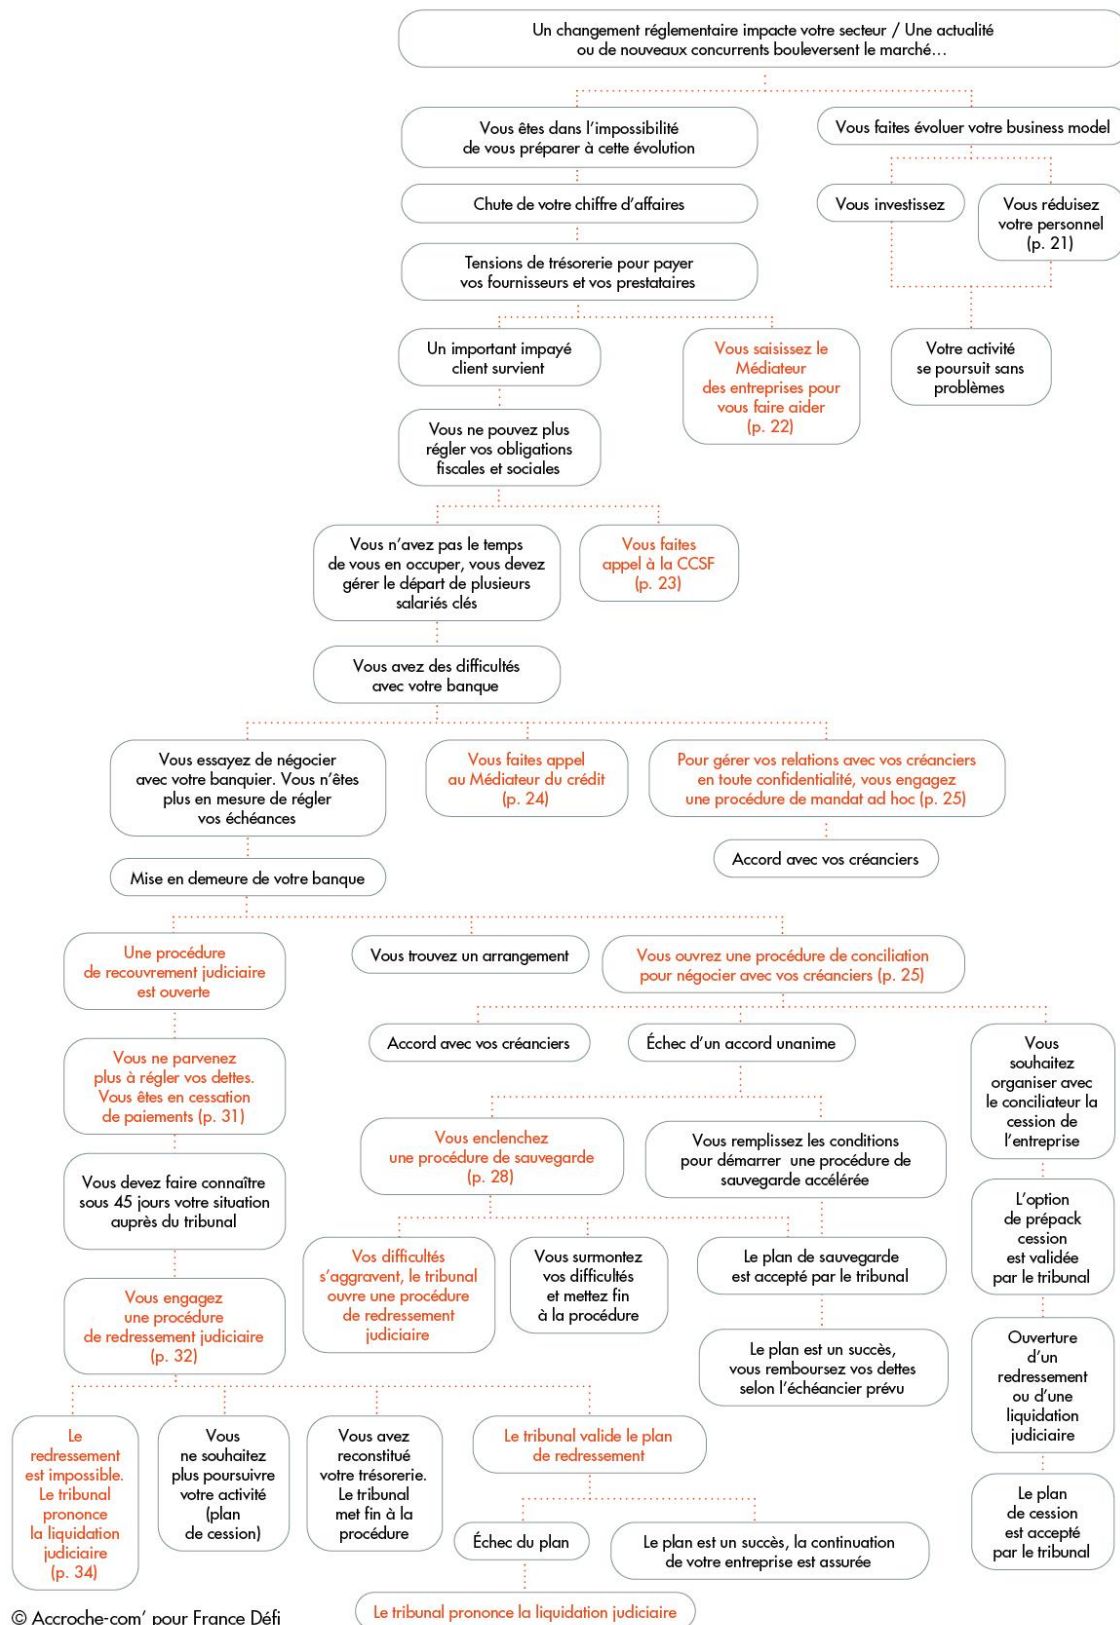 Un changement réglementaire impacte votre secteur / Une actualité
ou de nouveaux concurrents bouleversent le marché…
Vous êtes dans l'impossibilité
de vous préparer à cette évolution
Vous faites évoluer votre business model
Chute de votre chiffre d'affaires
Vous investissez
Vous réduisez
votre personnel
(p. 21)
Tensions de trésorerie pour payer
vos fournisseurs et vos prestataires
Un important impayé
client survient
Vous saisissez le
Médiateur
des entreprises pour
vous faire aider
(p. 22)
Votre activité
se poursuit sans
problèmes
Vous ne pouvez plus
régler vos obligations
fiscales et sociales
Vous n'avez pas le temps
de vous en occuper, vous devez
gérer le départ de plusieurs
salariés clés
Vous faites
appel à la CCSF
(p. 23)
Vous avez des difficultés
avec votre banque
Vous essayez de négocier
avec votre banquier. Vous n'êtes
plus en mesure de régler
vos échéances
Vous faites appel
au Médiateur du crédit
(p. 24)
Pour gérer vos relations avec vos créanciers
en toute confidentialité, vous engagez
une procédure de mandat ad hoc (p. 25)
Accord avec vos créanciers
Mise en demeure de votre banque
Une procédure
de recouvrement judiciaire
est ouverte
Vous trouvez un arrangement
Vous ouvrez une procédure de conciliation
pour négocier avec vos créanciers (p. 25)
Vous ne parvenez
plus à régler vos dettes.
Vous êtes en cessation
de paiements (p. 31)
Accord avec vos créanciers
Échec d'un accord unanime
Vous
souhaitez
organiser avec
le conciliateur la
cession de
l'entreprise
Vous enclenchez
une procédure de sauvegarde
(p. 28)
Vous remplissez les conditions
pour démarrer une procédure de
sauvegarde accélérée
Vous devez faire connaître
sous 45 jours votre situation
auprès du tribunal
L'option
de prépack
cession
est validée
par le tribunal
Vos difficultés
s'aggravent, le tribunal
ouvre une procédure
de redressement
judiciaire
Vous surmontez
vos difficultés
et mettez fin
à la procédure
Le plan de sauvegarde
est accepté par le tribunal
Vous engagez
une procédure
de redressement judiciaire
(p. 32)
Le plan est un succès,
vous remboursez vos dettes
selon l'échéancier prévu
Ouverture
d'un
redressement
ou d'une
liquidation
judiciaire
Le
redressement
est impossible.
Le tribunal
prononce
la liquidation
judiciaire
(p. 34)
Vous
ne souhaitez
plus poursuivre
votre activité
(plan
de cession)
Vous avez
reconstitué
votre trésorerie.
Le tribunal
met fin à la
procédure
Le tribunal valide le plan
de redressement
Le plan
de cession
est accepté
par le tribunal
Échec du plan
Le plan est un succès, la continuation
de votre entreprise est assurée
Le tribunal prononce la liquidation judiciaire
© Accroche-com' pour France Défi